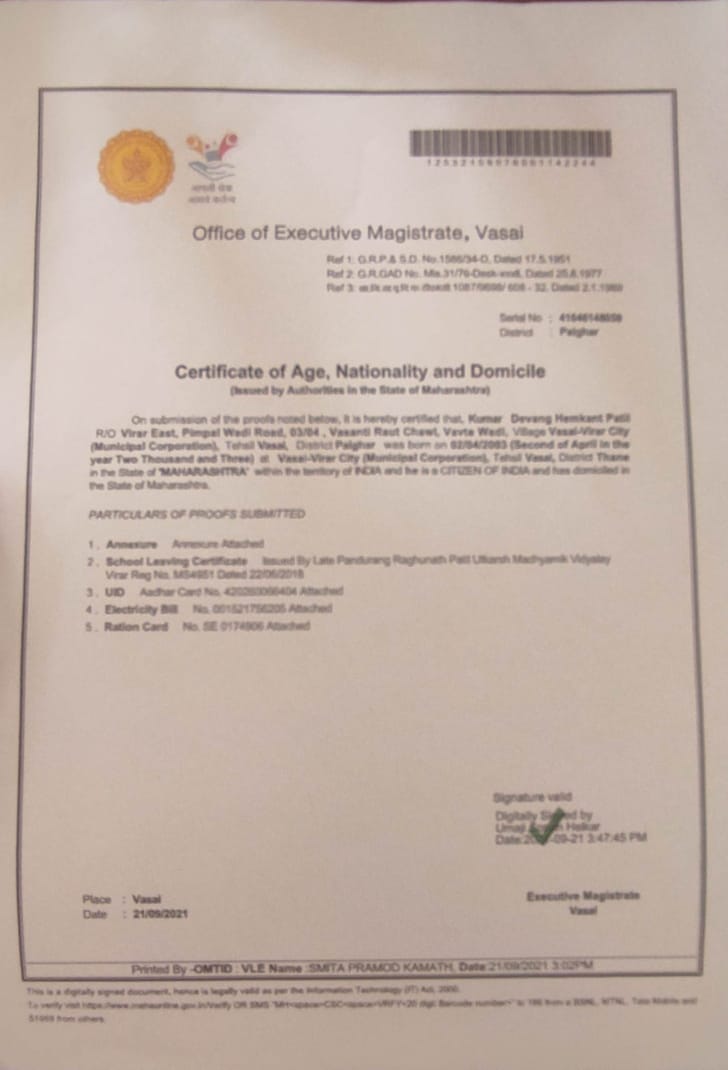 आपली सेवा
आमचे कर्तव्य
Office of Executive Magistrate, Vasai
Ref 1: G.R.P.& S.D. No.1586/34-D, Dated 17.5.1951
Ref 2: G.R.GAD No. Mis.31/76-Desk- Dated 25.8.1977
Ref 3: Dated 2.1.1988
Serial No :
District : Palghar
Certificate of Age, Nationality and Domicile
(Issued by Authorities in the State of Maharashtra)
On submission of the proofs noted below, it is hereby certified that, Kumar Devang Hemkant Patil
R/O Virar East, Pimpal Wadi Road, 03/04 , Vasanti Raut Chawl, Vavte Wadi, Village Vasai-Virar City
(Municipal Corporation), Tehsil Vasai, District Palghar was born on 02/04/2003 (Second of April in the
year Two Thousand and Three) at Vasai-Virar City (Municipal Corporation), Tehsil Vasai, District Thane
in the State of "MAHARASHTRA" within the territory of INDIA and he is a CITIZEN OF INDIA and has domiciled in
the State of Maharashtra.
PARTICULARS OF PROOFS SUBMITTED
1 . Annexure Annexure Attached
2 . School Leaving Certificate Issued By Late Pandurang Raghunath Patil Utkarsh Madhyamik Vidyalay
Virar Reg No. MS4951 Dated 22/06/2018
3 . UID Aadhar Card No. Attached
4 . Electricity Bill No. 001521756205 Attached
5 . Ration Card No. SE 0174906 Attached
Signature valid
Digitally Signed by
Umaji Helkar
Date: -09-21 3:47:45 PM
Place : Vasai
Date : 21/09/2021
Executive Magistrate
Vasai
Printed By -OMTID : VLE Name :SMITA PRAMOD KAMATH, Date:21/09/2021 3:02PM
This is a digitally signed document, hence is legally valid as per the Information Technology (IT) Act, 2000.
To verify visit https://www.mahaonline.gov.in/Verify OR SMS "MH<space>CSC<space>VRFY<20 digit Barcode number>" to 166 from a BSNL, MTNL, Tata Mobile and
51969 from others.